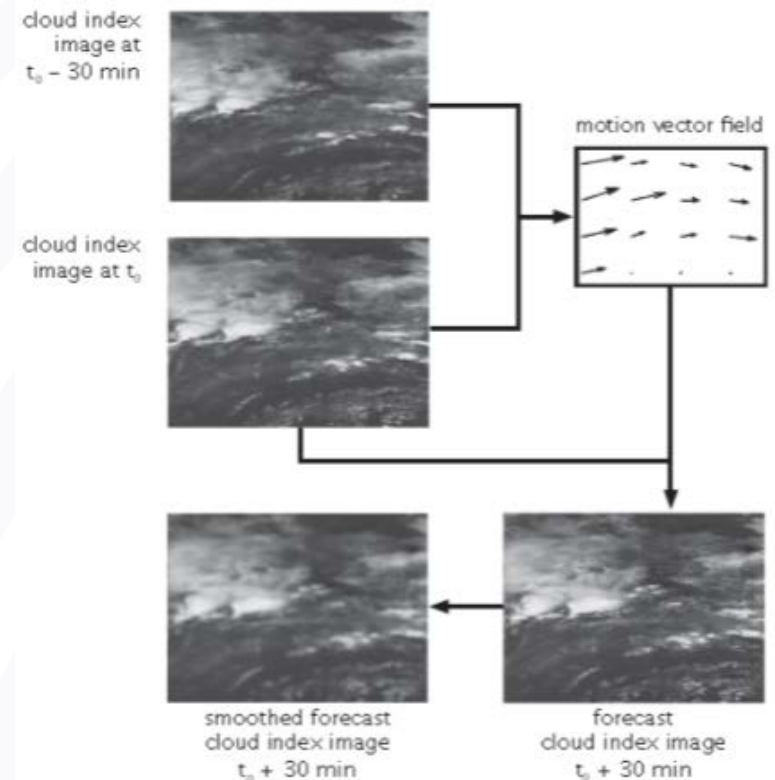 cloud index
image at
t₀ – 30 min
motion vector field
cloud index
image at t₀
smoothed forecast
cloud index image
t₀ + 30 min
forecast
cloud index image
t₀ + 30 min